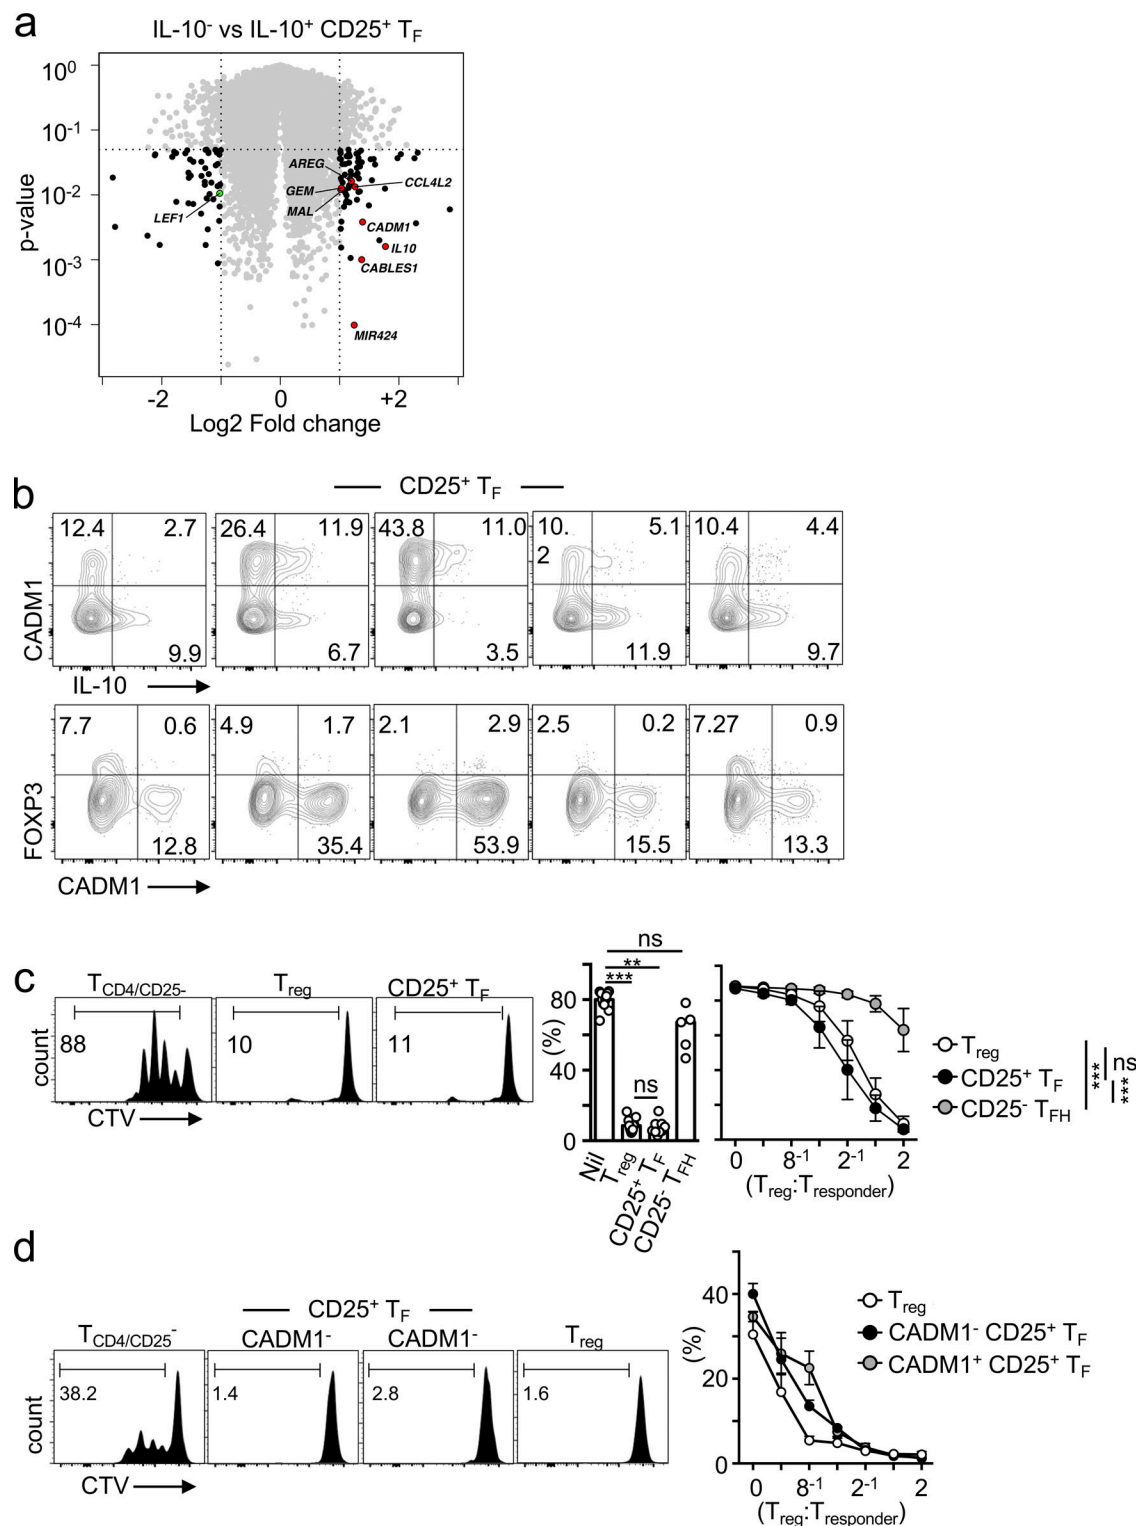 a
IL-10⁻ vs IL-10⁺ CD25⁺ T_F
p-value
10⁰
10⁻¹
10⁻²
10⁻³
10⁻⁴
AREG
GEM
CCL4L2
MAL
LEF1
CADM1
IL10
CABLES1
MIR424
-2 0 +2
Log2 Fold change
b
CD25⁺ T_F
CADM1
12.4 2.7 26.4 11.9 43.8 11.0 10. 5.1 10.4 4.4
2
9.9 6.7 3.5 11.9 9.7
IL-10
FOXP3
7.7 0.6 4.9 1.7 2.1 2.9 2.5 0.2 7.27 0.9
12.8 35.4 53.9 15.5 13.3
CADM1
c
T_CD4/CD25- T_reg CD25⁺ T_F
count
88 10 11
CTV
ns
**
***
ns
(%)
80
40
0
Nil
T_reg
CD25⁺ T_F
CD25⁻ T_FH
0 8⁻¹ 2⁻¹ 2
(T_reg:T_responder)
T_reg
CD25⁺ T_F
CD25⁻ T_FH
***
ns
***
d
CD25⁺ T_F
T_CD4/CD25⁻ CADM1⁻ CADM1⁻ T_reg
count
38.2 1.4 2.8 1.6
CTV
(%)
40
20
0
0 8⁻¹ 2⁻¹ 2
(T_reg:T_responder)
T_reg
CADM1⁻ CD25⁺ T_F
CADM1⁺ CD25⁺ T_F